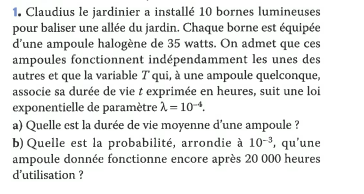 1. Claudius le jardinier a installé 10 bornes lumineuses
pour baliser une allée du jardin. Chaque borne est équipée
d'une ampoule halogène de 35 watts. On admet que ces
ampoules fonctionnent indépendamment les unes des
autres et que la variable T qui, à une ampoule quelconque,
associe sa durée de vie t exprimée en heures, suit une loi
exponentielle de paramètre λ = 10⁻⁴.
a) Quelle est la durée de vie moyenne d'une ampoule ?
b) Quelle est la probabilité, arrondie à 10⁻³, qu'une
ampoule donnée fonctionne encore après 20 000 heures
d'utilisation ?